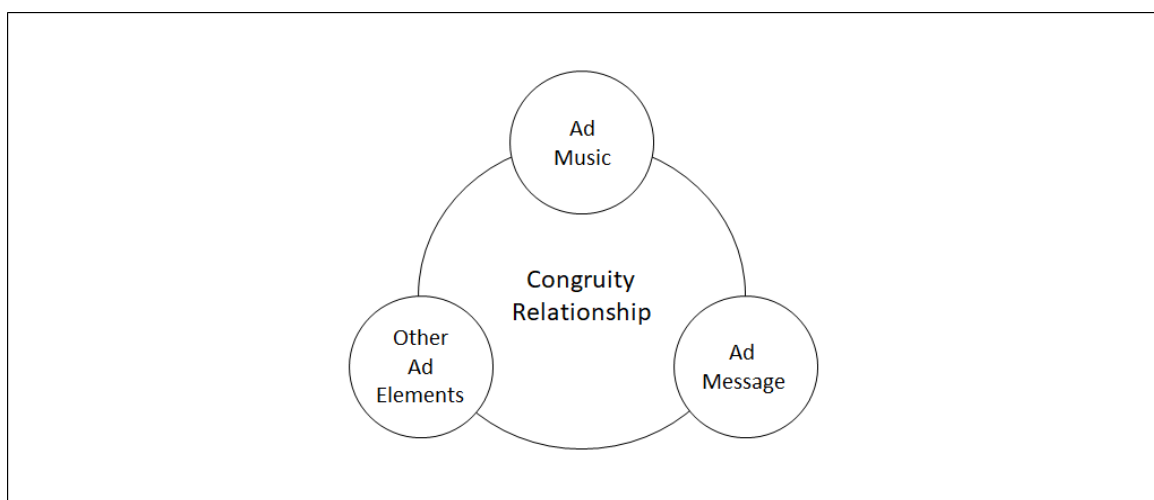 Ad
Music
Congruity
Relationship
Other
Ad
Elements
Ad
Message